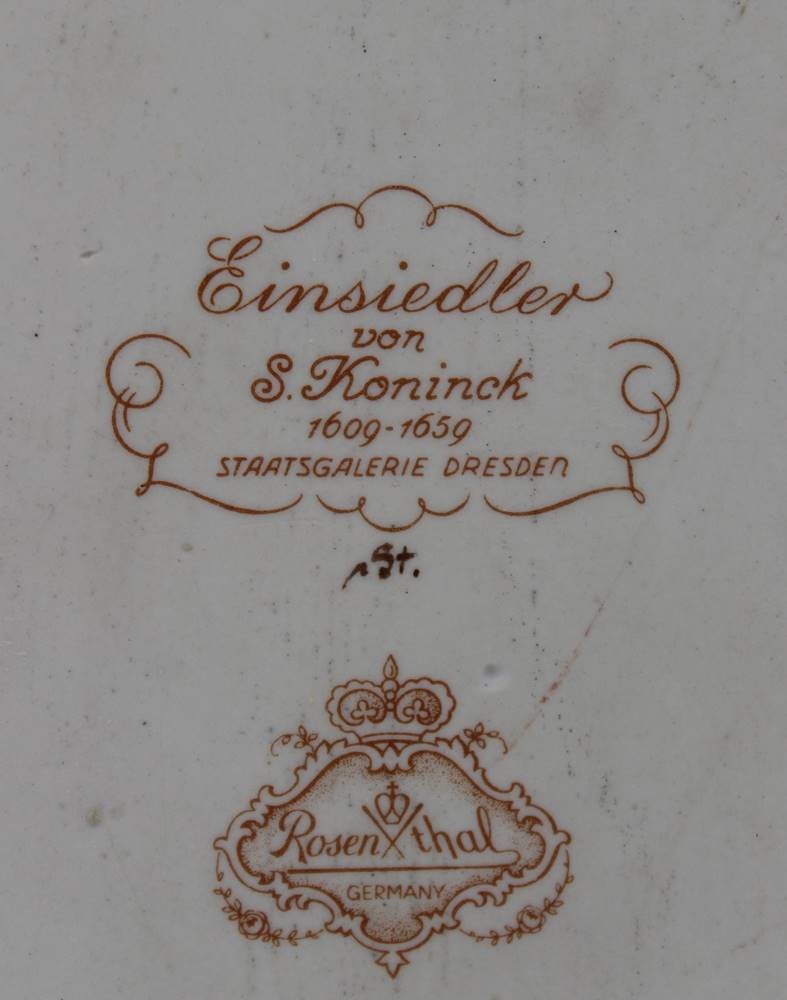 Einsiedler
von
S. Koninck
1609-1659
STAATSGALERIE DRESDEN
St.
Rosenthal
GERMANY